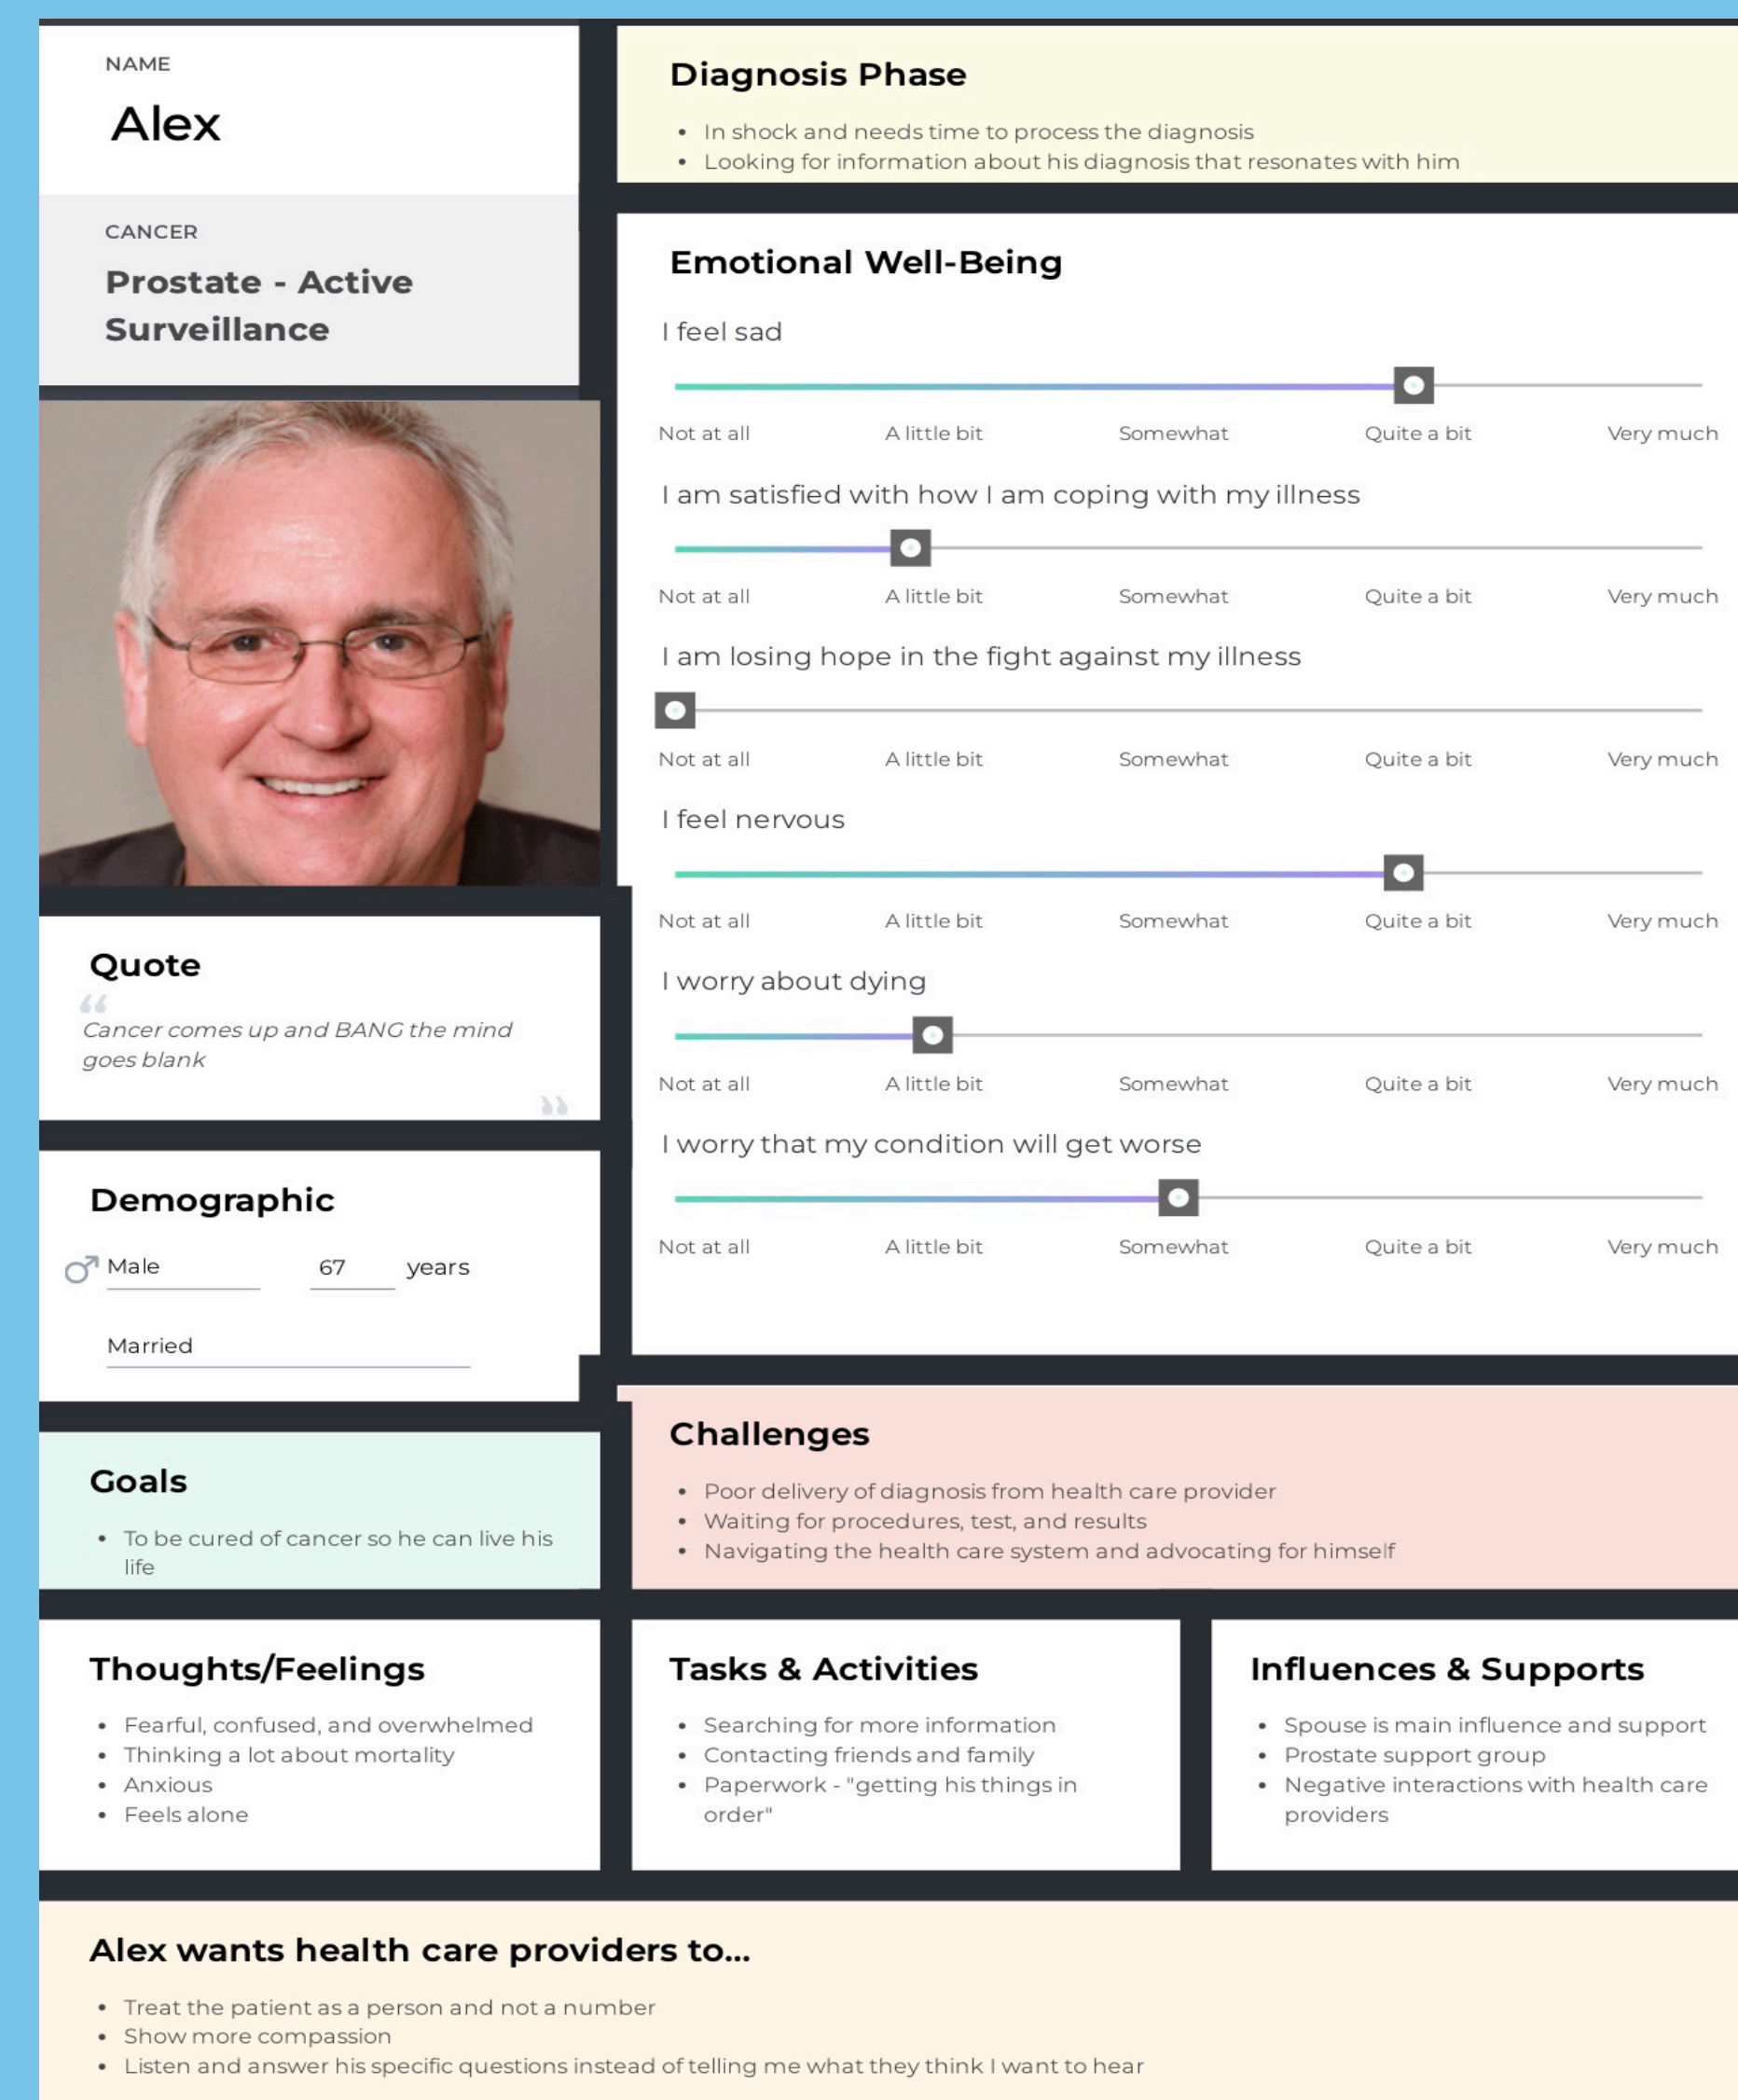 NAME
Alex
CANCER
Prostate - Active
Surveillance
Quote
“
Cancer comes up and BANG the mind
goes blank
”
Demographic
Male 67 years
Married
Goals
• To be cured of cancer so he can live his
life
Diagnosis Phase
• In shock and needs time to process the diagnosis
• Looking for information about his diagnosis that resonates with him
Emotional Well-Being
I feel sad
Not at all A little bit Somewhat Quite a bit Very much
I am satisfied with how I am coping with my illness
Not at all A little bit Somewhat Quite a bit Very much
I am losing hope in the fight against my illness
Not at all A little bit Somewhat Quite a bit Very much
I feel nervous
Not at all A little bit Somewhat Quite a bit Very much
I worry about dying
Not at all A little bit Somewhat Quite a bit Very much
I worry that my condition will get worse
Not at all A little bit Somewhat Quite a bit Very much
Challenges
• Poor delivery of diagnosis from health care provider
• Waiting for procedures, test, and results
• Navigating the health care system and advocating for himself
Thoughts/Feelings
• Fearful, confused, and overwhelmed
• Thinking a lot about mortality
• Anxious
• Feels alone
Tasks & Activities
• Searching for more information
• Contacting friends and family
• Paperwork - "getting his things in
order"
Influences & Supports
• Spouse is main influence and support
• Prostate support group
• Negative interactions with health care
providers
Alex wants health care providers to...
• Treat the patient as a person and not a number
• Show more compassion
• Listen and answer his specific questions instead of telling me what they think I want to hear